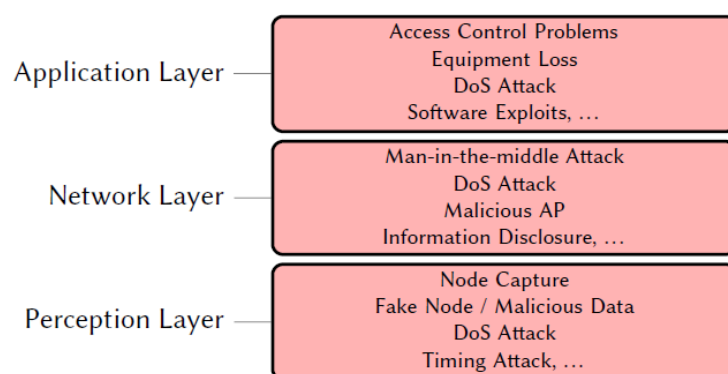 Application Layer
Access Control Problems
Equipment Loss
DoS Attack
Software Exploits, ...
Network Layer
Man-in-the-middle Attack
DoS Attack
Malicious AP
Information Disclosure, ...
Perception Layer
Node Capture
Fake Node / Malicious Data
DoS Attack
Timing Attack, ...